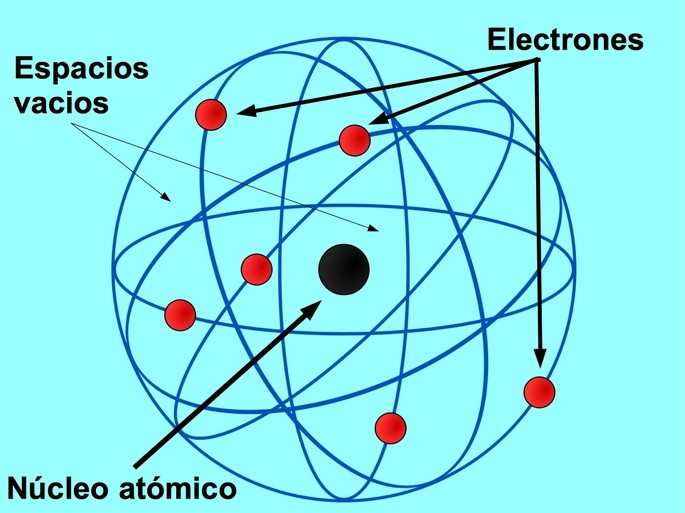 Electrones
Espacios
vacios
Núcleo atómico